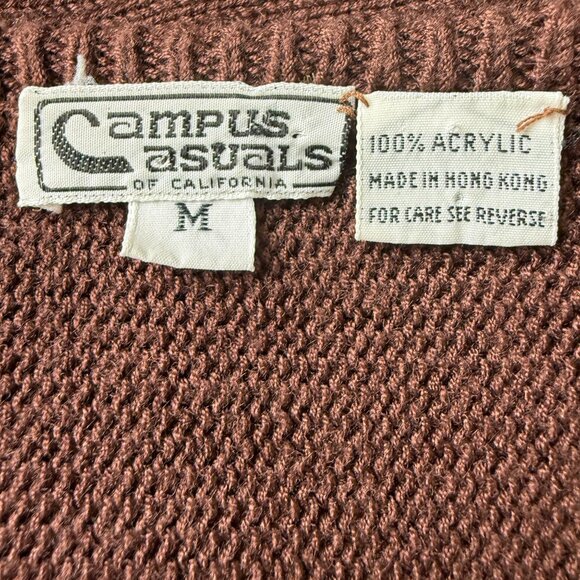 Campus.
Casuals
OF CALIFORNIA
M
100% ACRYLIC
MADE IN HONG KONG
FOR CARE SEE REVERSE